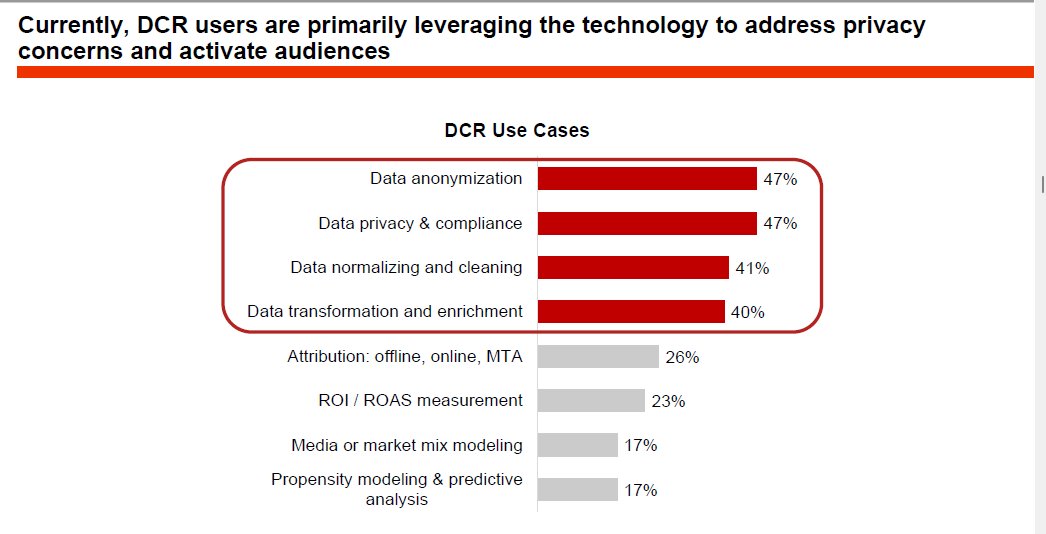 Currently, DCR users are primarily leveraging the technology to address privacy
concerns and activate audiences
DCR Use Cases
Data anonymization 47%
Data privacy & compliance 47%
Data normalizing and cleaning 41%
Data transformation and enrichment 40%
Attribution: offline, online, MTA 26%
ROI / ROAS measurement 23%
Media or market mix modeling 17%
Propensity modeling & predictive
analysis 17%